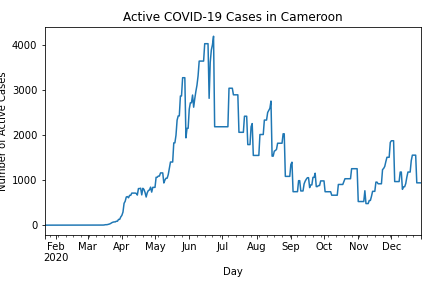 Active COVID-19 Cases in Cameroon
Number of Active Cases
4000
3000
2000
1000
0
Feb Mar Apr May Jun Jul Aug Sep Oct Nov Dec
2020
Day